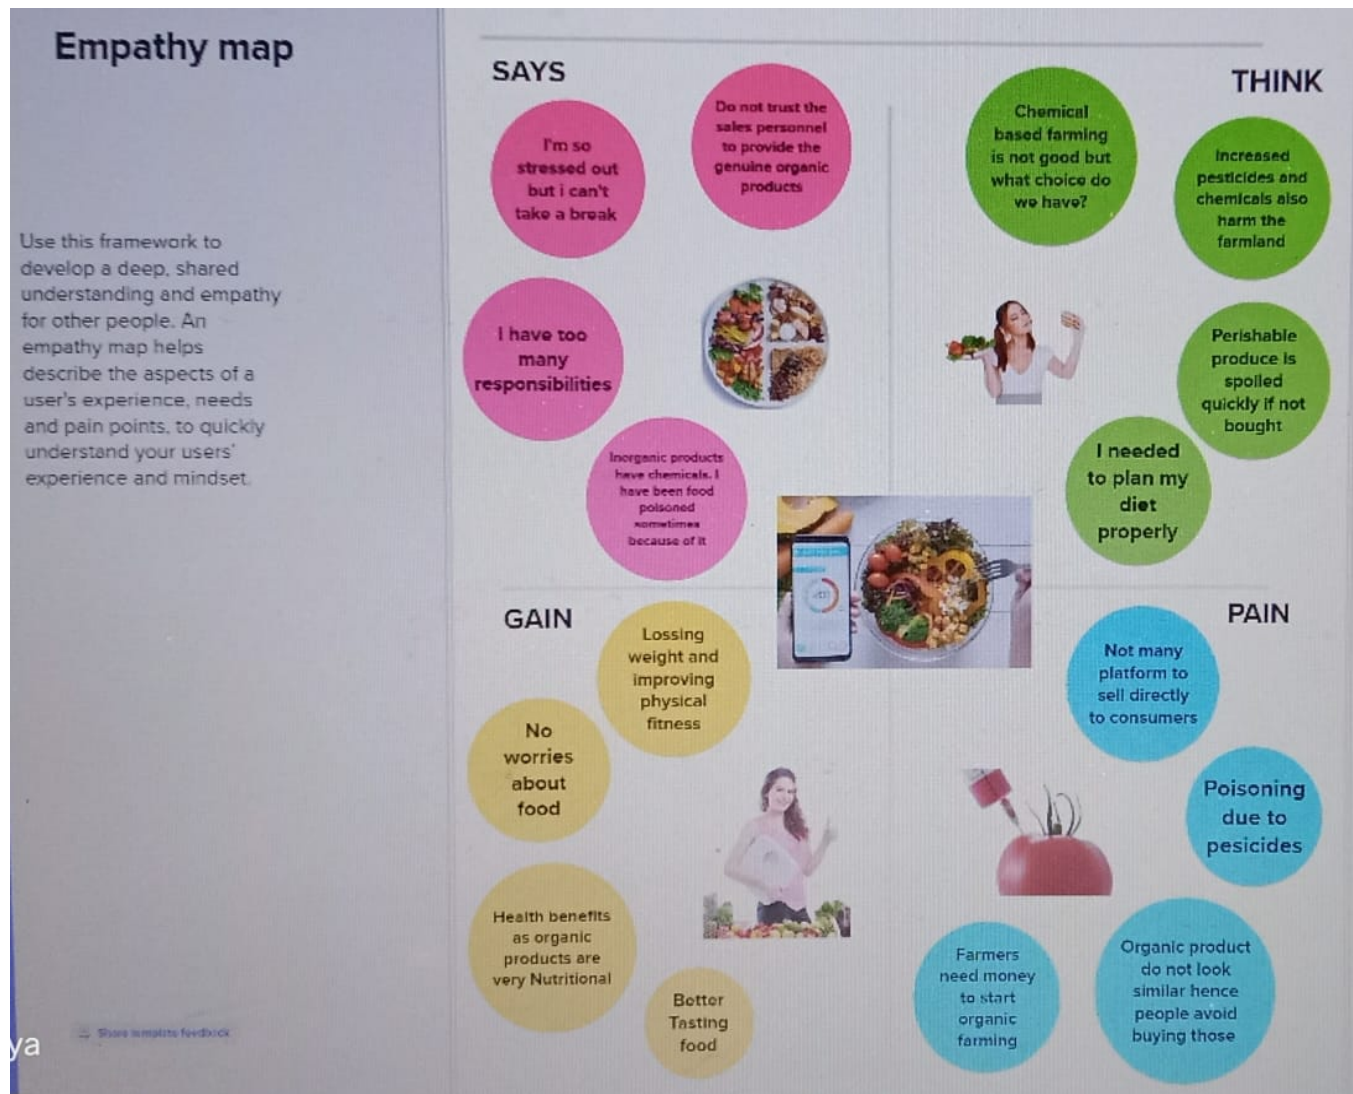 Empathy map
Use this framework to
develop a deep, shared
understanding and empathy
for other people. An
empathy map helps
describe the aspects of a
user's experience, needs
and pain points, to quickly
understand your users'
experience and mindset.
Share template feedback
ya
SAYS
I'm so
stressed out
but i can't
take a break
Do not trust the
sales personnel
to provide the
genuine organic
products
I have too
many
responsibilities
Inorganic products
have chemicals. I
have been food
poisoned
sometimes
because of it
THINK
Chemical
based farming
is not good but
what choice do
we have?
Increased
pesticides and
chemicals also
harm the
farmland
Perishable
produce is
spoiled
quickly if not
bought
I needed
to plan my
diet
properly
GAIN
Lossing
weight and
improving
physical
fitness
No
worries
about
food
Health benefits
as organic
products are
very Nutritional
Better
Tasting
food
PAIN
Not many
platform to
sell directly
to consumers
Poisoning
due to
pesicides
Farmers
need money
to start
organic
farming
Organic product
do not look
similar hence
people avoid
buying those